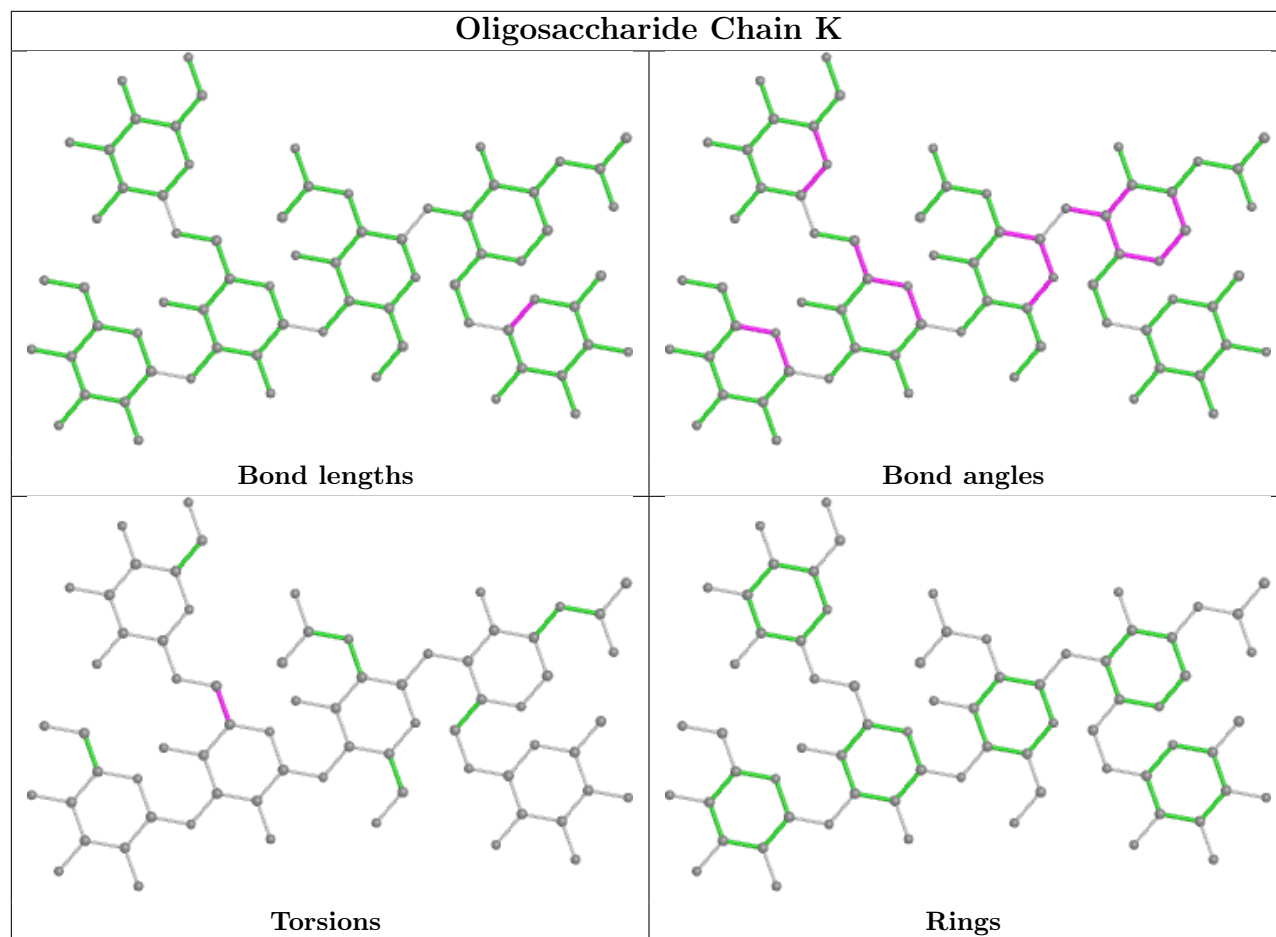 Oligosaccharide Chain K
Bond lengths
Bond angles
Torsions
Rings